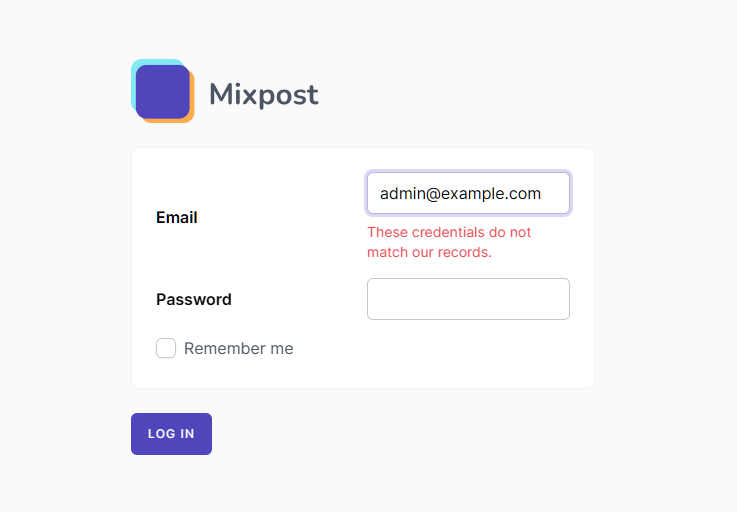 Mixpost
Email
admin@example.com
These credentials do not
match our records.
Password
Remember me
LOG IN